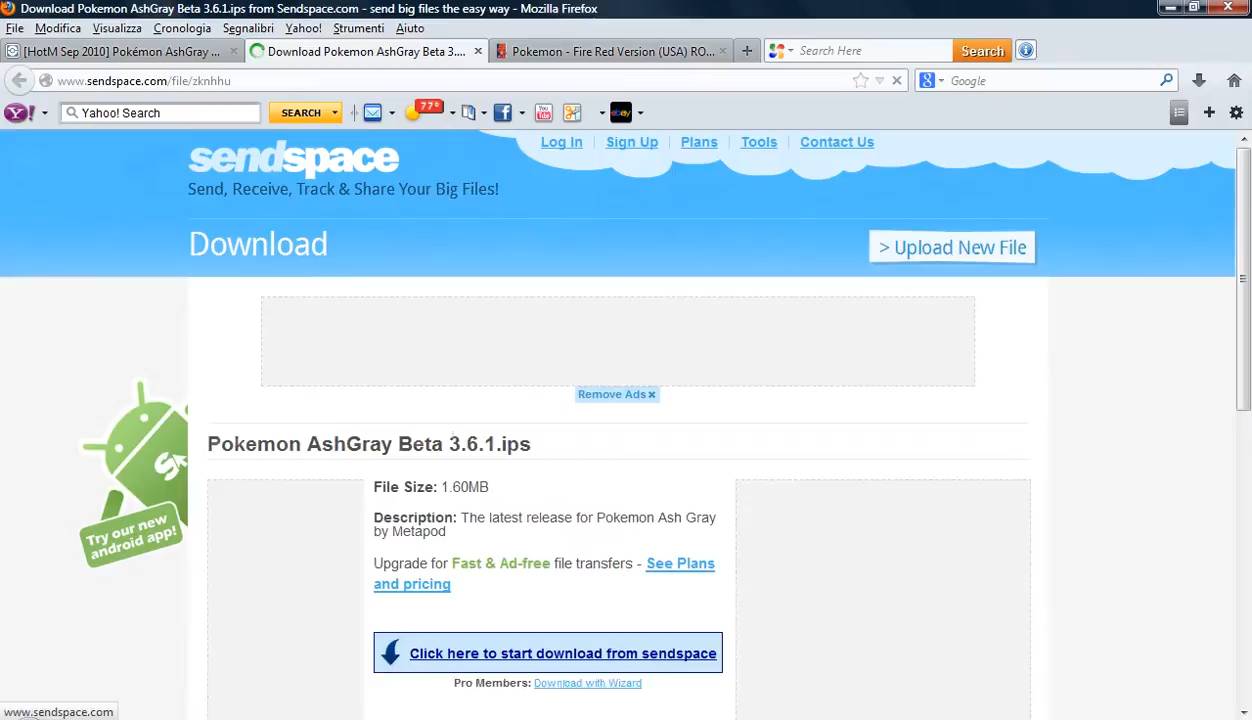 Download Pokemon AshGray Beta 3.6.1.ips from Sendspace.com - send big files the easy way - Mozilla Firefox
File Modifica Visualizza Cronologia Segnalibri Yahoo! Strumenti Aiuto
[HotM Sep 2010] Pokémon AshGray ... Download Pokemon AshGray Beta 3.... Pokemon - Fire Red Version (USA) RO... Search Here Search
www.sendspace.com/file/zknhhu Google
Y! Yahoo! Search SEARCH 77° You Tube ebay
Log In Sign Up Plans Tools Contact Us
sendspace
Send, Receive, Track & Share Your Big Files!
Download
> Upload New File
Remove Ads x
Pokemon AshGray Beta 3.6.1.ips
File Size: 1.60MB
Description: The latest release for Pokemon Ash Gray
by Metapod
Try our new
android app!
Upgrade for Fast & Ad-free file transfers - See Plans
and pricing
Click here to start download from sendspace
Pro Members: Download with Wizard
www.sendspace.com